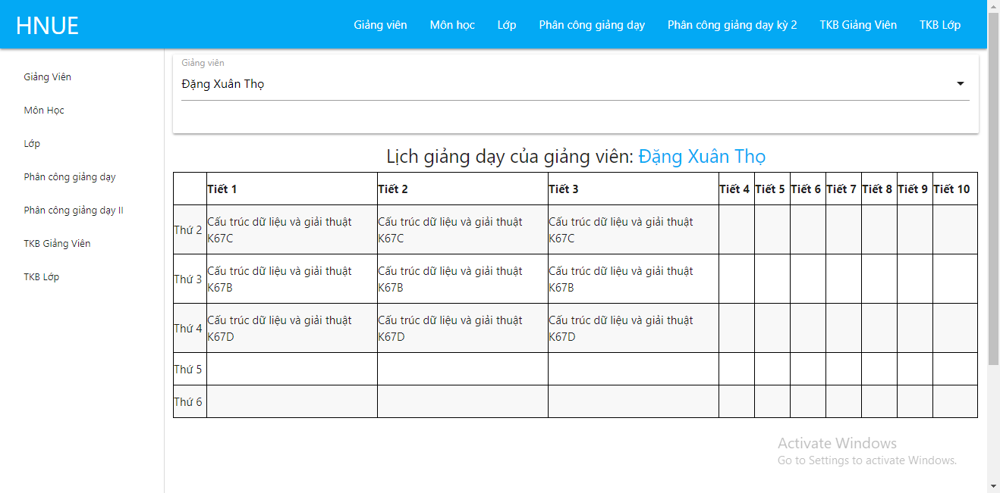 HNUE
Giảng viên Môn học Lớp Phân công giảng dạy Phân công giảng dạy kỳ 2 TKB Giảng Viên TKB Lớp
Giảng Viên
Môn Học
Lớp
Phân công giảng dạy
Phân công giảng dạy II
TKB Giảng Viên
TKB Lớp
Giảng viên
Đặng Xuân Thọ
Lịch giảng dạy của giảng viên: Đặng Xuân Thọ
Tiết 1 Tiết 2 Tiết 3 Tiết 4 Tiết 5 Tiết 6 Tiết 7 Tiết 8 Tiết 9 Tiết 10
Thứ 2
Cấu trúc dữ liệu và giải thuật
K67C
Cấu trúc dữ liệu và giải thuật
K67C
Cấu trúc dữ liệu và giải thuật
K67C
Thứ 3
Cấu trúc dữ liệu và giải thuật
K67B
Cấu trúc dữ liệu và giải thuật
K67B
Cấu trúc dữ liệu và giải thuật
K67B
Thứ 4
Cấu trúc dữ liệu và giải thuật
K67D
Cấu trúc dữ liệu và giải thuật
K67D
Cấu trúc dữ liệu và giải thuật
K67D
Thứ 5
Thứ 6
Activate Windows
Go to Settings to activate Windows.